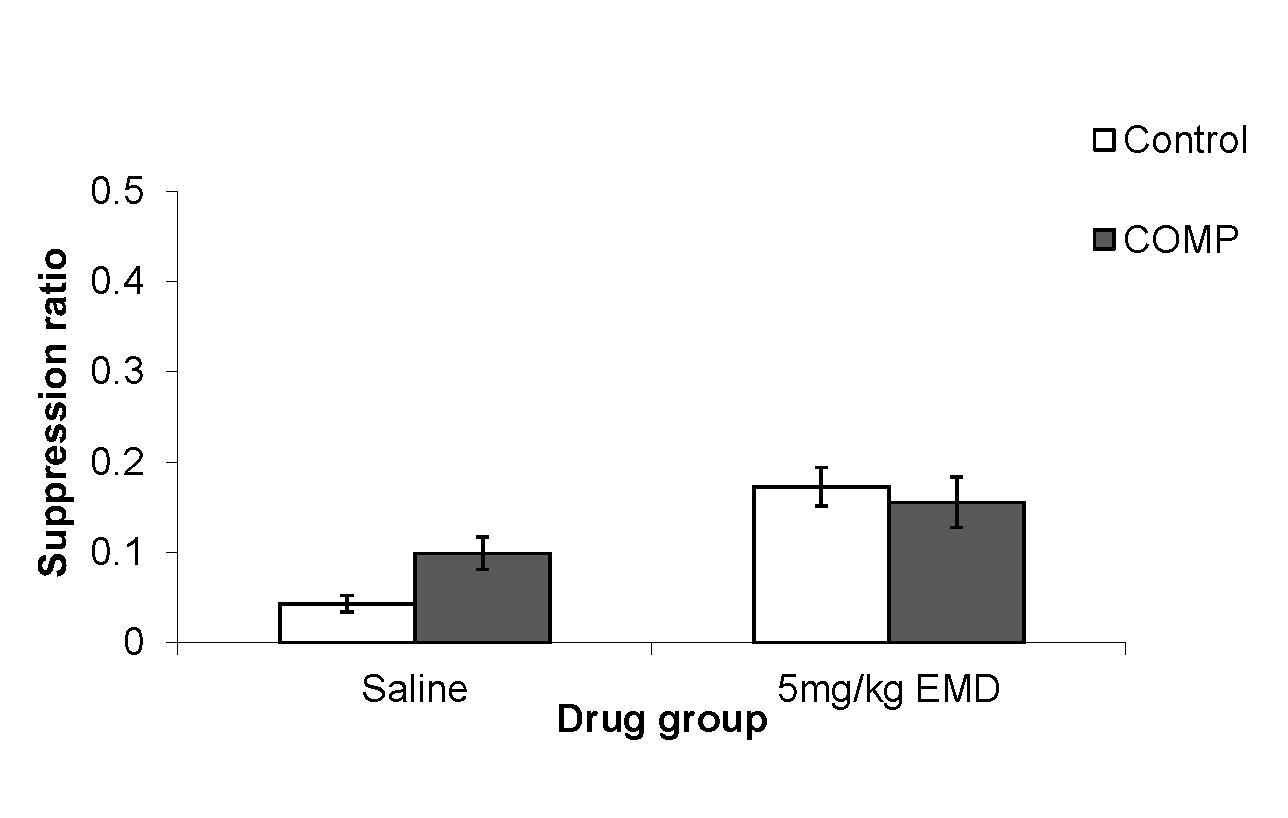 Control
COMP
Suppression ratio
0.5
0.4
0.3
0.2
0.1
0
Saline
5mg/kg EMD
Drug group